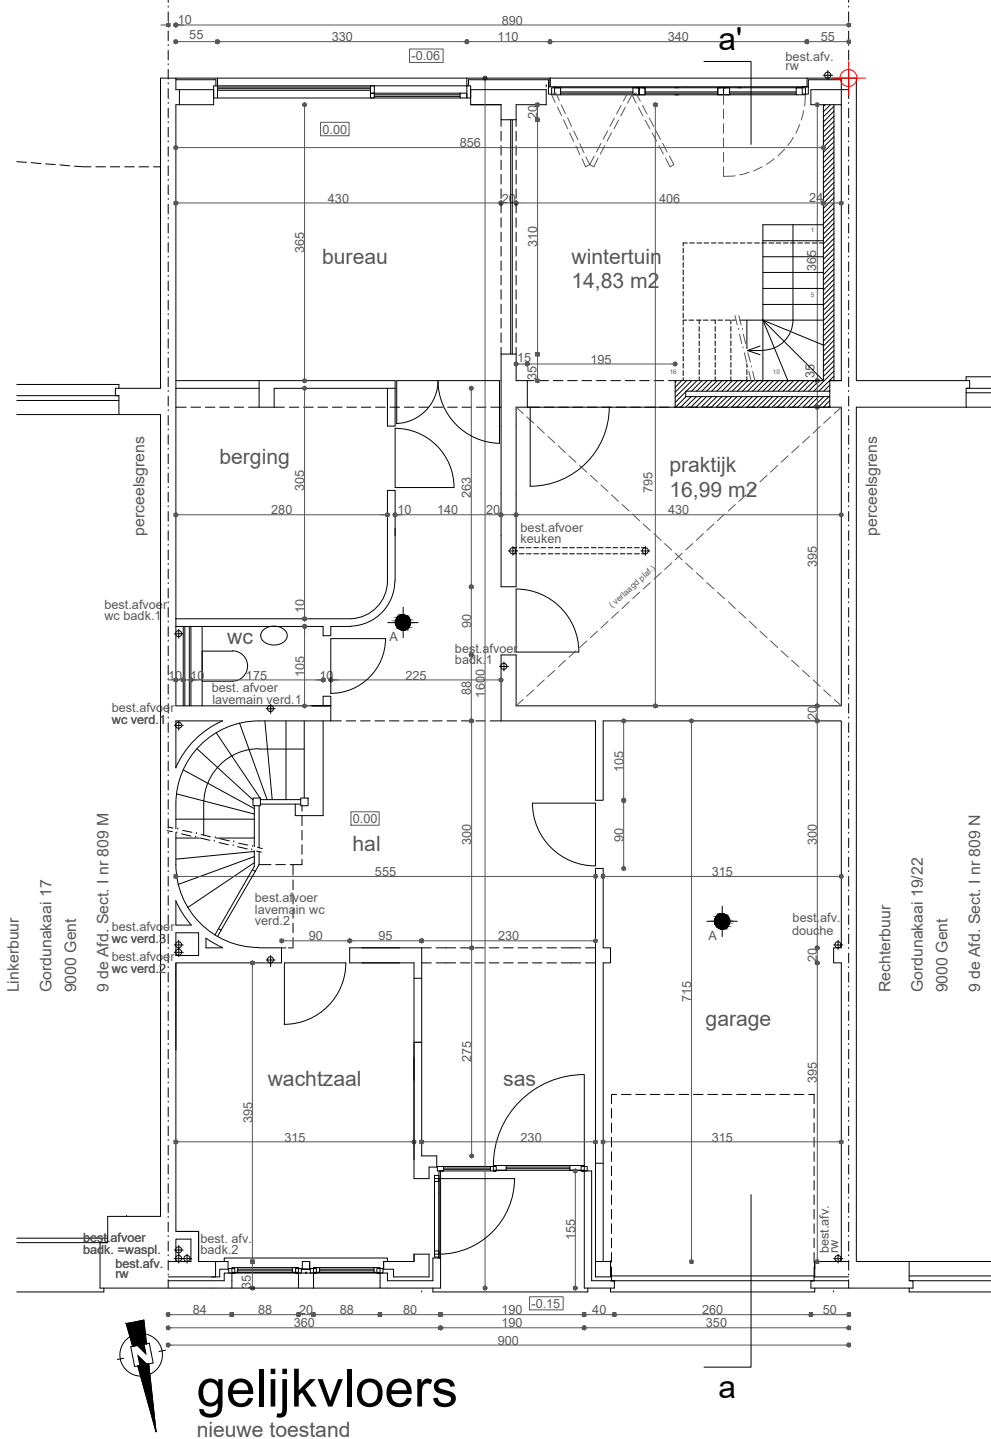 10
890
55
330
110
340
55
a'
-0.06
best.afv.
rw
0.00
20
856
430
20
406
24
365
310
365
bureau
wintertuin
14,83 m2
1
5
10
16
15
195
35
35
perceelsgrens
berging
305
263
795
praktijk
16,99 m2
perceelsgrens
280
10
140
20
430
best.afvoer
keuken
395
( verlaagd plaf.)
10
best.afvoer
wc badk.1
wc
90
A
105
best.afvoer
badk.1
10
10
175
10
225
88
1600
best. afvoer
lavemain verd.1
best.afvoer
wc verd.1
20
105
0.00
hal
300
90
300
555
315
best.afvoer
lavemain wc
verd.2
best.afvoer
wc verd.3
best.afvoer
wc verd.2
90
95
230
A
best.afv.
douche
20
Linkerbuur
Gordunakaai 17
9000 Gent
9 de Afd. Sect. I nr 809 M
Rechterbuur
Gordunakaai 19/22
9000 Gent
9 de Afd. Sect. I nr 809 N
715
garage
275
wachtzaal
sas
395
395
315
230
315
155
best.afvoer
badk. =waspl.
best. afv.
badk.2
best.afv.
rw
best.afv.
rw
35
-0.15
84
88
20
88
80
190
40
260
50
360
190
350
900
N
a
gelijkvloers
nieuwe toestand